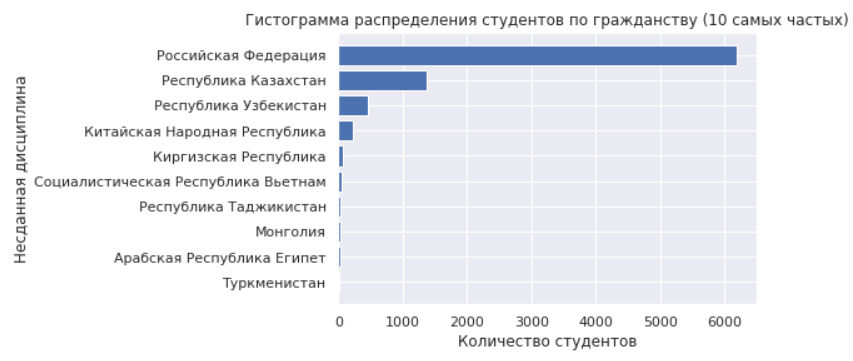 Гистограмма распределения студентов по гражданству (10 самых частых)
Несданная дисциплина
Российская Федерация
Республика Казахстан
Республика Узбекистан
Китайская Народная Республика
Киргизская Республика
Социалистическая Республика Вьетнам
Республика Таджикистан
Монголия
Арабская Республика Египет
Туркменистан
0 1000 2000 3000 4000 5000 6000
Количество студентов